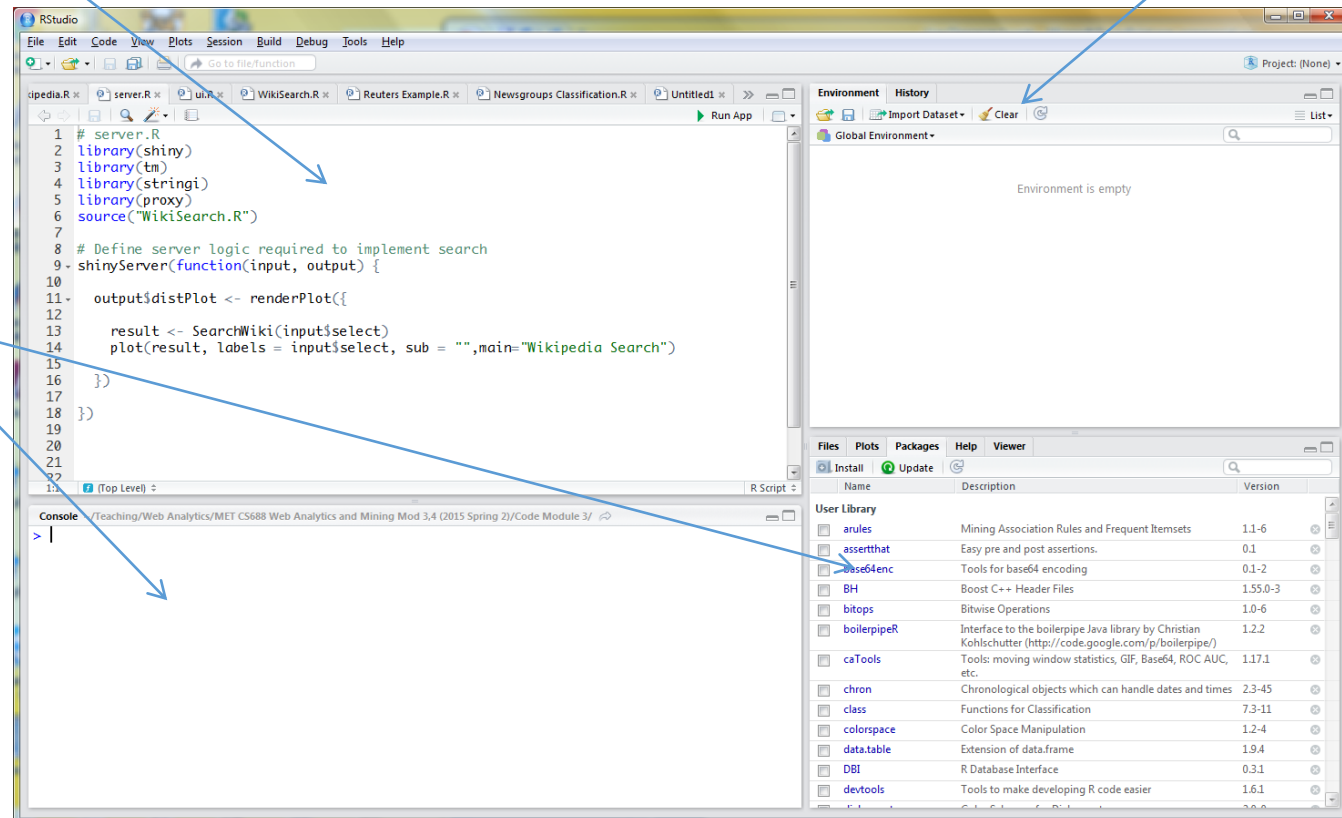 RStudio
File Edit Code View Plots Session Build Debug Tools Help
Go to file/function
Project: (None)
ipedia.R server.R ui.R WikiSearch.R Reuters Example.R Newsgroups Classification.R Untitled1
Run App
1 # server.R
2 library(shiny)
3 library(tm)
4 library(stringi)
5 library(proxy)
6 source("WikiSearch.R")
7
8 # Define server logic required to implement search
9 shinyServer(function(input, output) {
10
11 output$distPlot <- renderPlot({
12
13 result <- SearchWiki(input$select)
14 plot(result, labels = input$select, sub = "",main="Wikipedia Search")
15
16 })
17
18 })
19
20
21
22
1:1 (Top Level) R Script
Console /Teaching/Web Analytics/MET CS688 Web Analytics and Mining Mod 3,4 (2015 Spring 2)/Code Module 3/
>
Environment History
Import Dataset Clear
List
Global Environment
Environment is empty
Files Plots Packages Help Viewer
Install Update
Name Description Version
User Library
arules Mining Association Rules and Frequent Itemsets 1.1-6
assertthat Easy pre and post assertions. 0.1
base64enc Tools for base64 encoding 0.1-2
BH Boost C++ Header Files 1.55.0-3
bitops Bitwise Operations 1.0-6
boilerpipeR Interface to the boilerpipe Java library by Christian 1.2.2
Kohlschutter (http://code.google.com/p/boilerpipe/)
caTools Tools: moving window statistics, GIF, Base64, ROC AUC, 1.17.1
etc.
chron Chronological objects which can handle dates and times 2.3-45
class Functions for Classification 7.3-11
colorspace Color Space Manipulation 1.2-4
data.table Extension of data.frame 1.9.4
DBI R Database Interface 0.3.1
devtools Tools to make developing R code easier 1.6.1